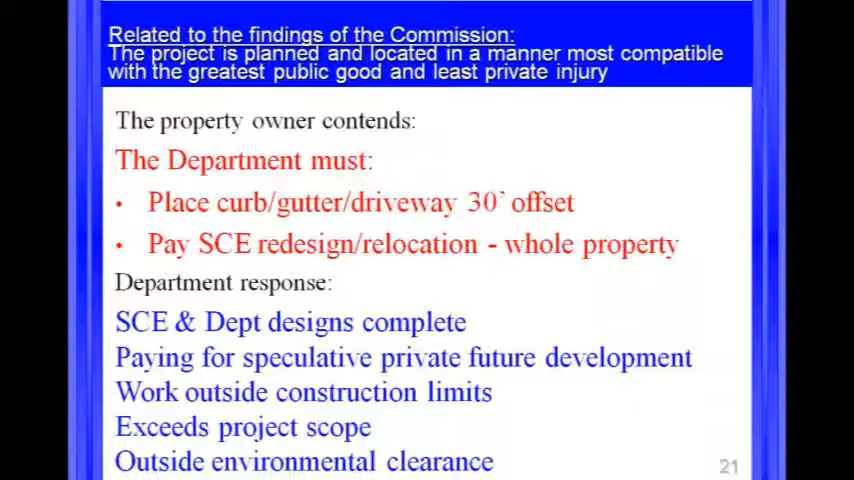 Related to the findings of the Commission:
The project is planned and located in a manner most compatible
with the greatest public good and least private injury
The property owner contends:
The Department must:
• Place curb/gutter/driveway 30` offset
• Pay SCE redesign/relocation - whole property
Department response:
SCE & Dept designs complete
Paying for speculative private future development
Work outside construction limits
Exceeds project scope
Outside environmental clearance
21